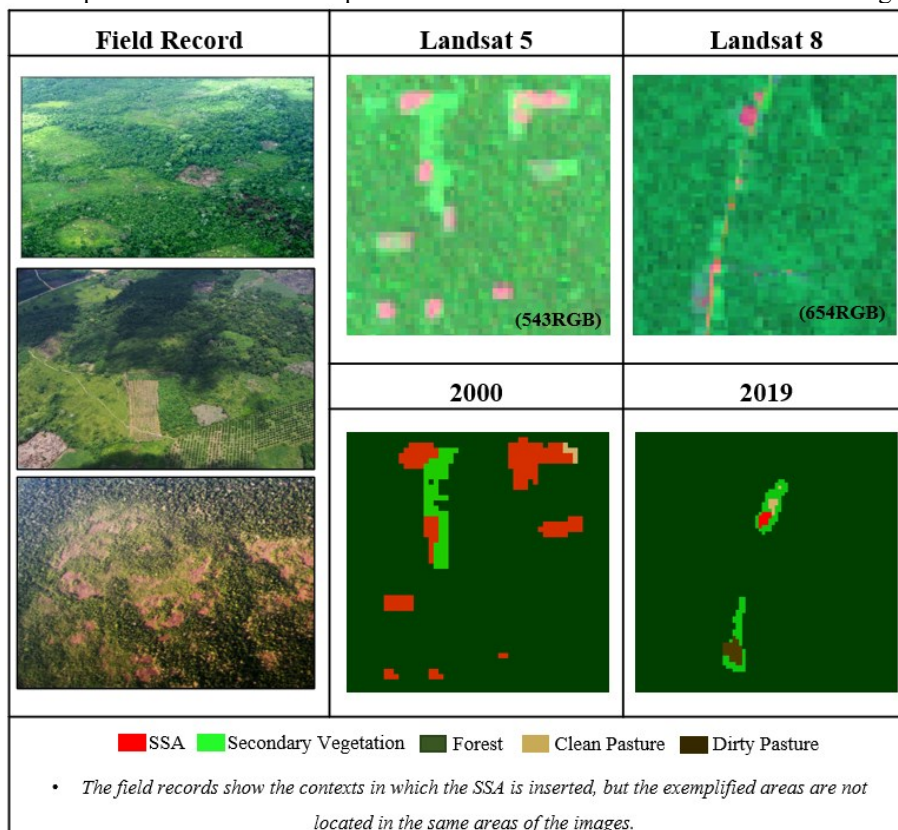 Field Record
Landsat 5
Landsat 8
(543RGB)
(654RGB)
2000
2019
SSA Secondary Vegetation Forest Clean Pasture Dirty Pasture
• The field records show the contexts in which the SSA is inserted, but the exemplified areas are not
located in the same areas of the images.